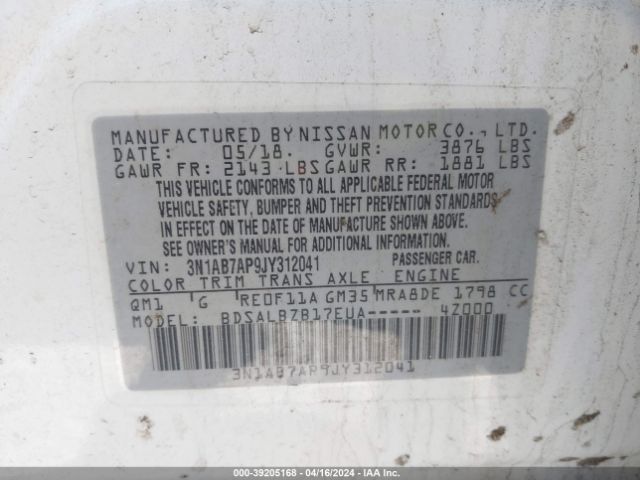 MANUFACTURED BY NISSAN MOTOR CO., LTD.
DATE: 05/18. GVWR: 3876 LBS
GAWR FR: 2143 LBS GAWR RR: 1881 LBS
THIS VEHICLE CONFORMS TO ALL APPLICABLE FEDERAL MOTOR
VEHICLE SAFETY, BUMPER AND THEFT PREVENTION STANDARDS
IN EFFECT ON THE DATE OF MANUFACTURE SHOWN ABOVE.
SEE OWNER'S MANUAL FOR ADDITIONAL INFORMATION.
VIN: 3N1AB7AP9JY312041 PASSENGER CAR.
COLOR TRIM TRANS AXLE ENGINE
QM1 G RE0F11A GM35 MRA8DE 1798 CC
MODEL: BDSALBZB17EUA----- 4Z000
3N1AB7AP9JY312041
000-39205168 - 04/16/2024 - IAA Inc.